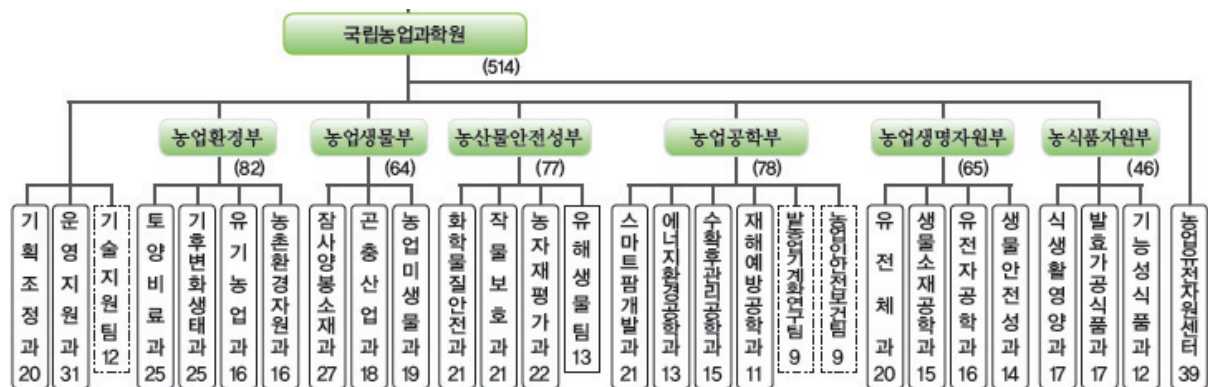 국립농업과학원
(514)
농업환경부
(82)
농업생물부
(64)
농산물안전성부
(77)
농업공학부
(78)
농업생명자원부
(65)
농식품자원부
(46)
기획조정과 20
운영지원과 31
기술지원팀 12
토양비료과 25
기후변화생태과 25
유기농업과 16
농촌환경자원과 16
잠사양봉소재과 27
곤충산업과 18
농업미생물과 19
화학물질안전과 21
작물보호과 21
농자재평가과 22
유해생물팀 13
스마트팜개발과 21
에너지환경공학과 13
수확후관리공학과 15
재해예방공학과 11
밭농업기계화연구팀 9
농업인안전보건팀 9
유전체과 20
생물소재공학과 15
유전자공학과 16
생물안전성과 14
식생활영양과 17
발효가공식품과 17
기능성식품과 12
농업유전자원센터 39